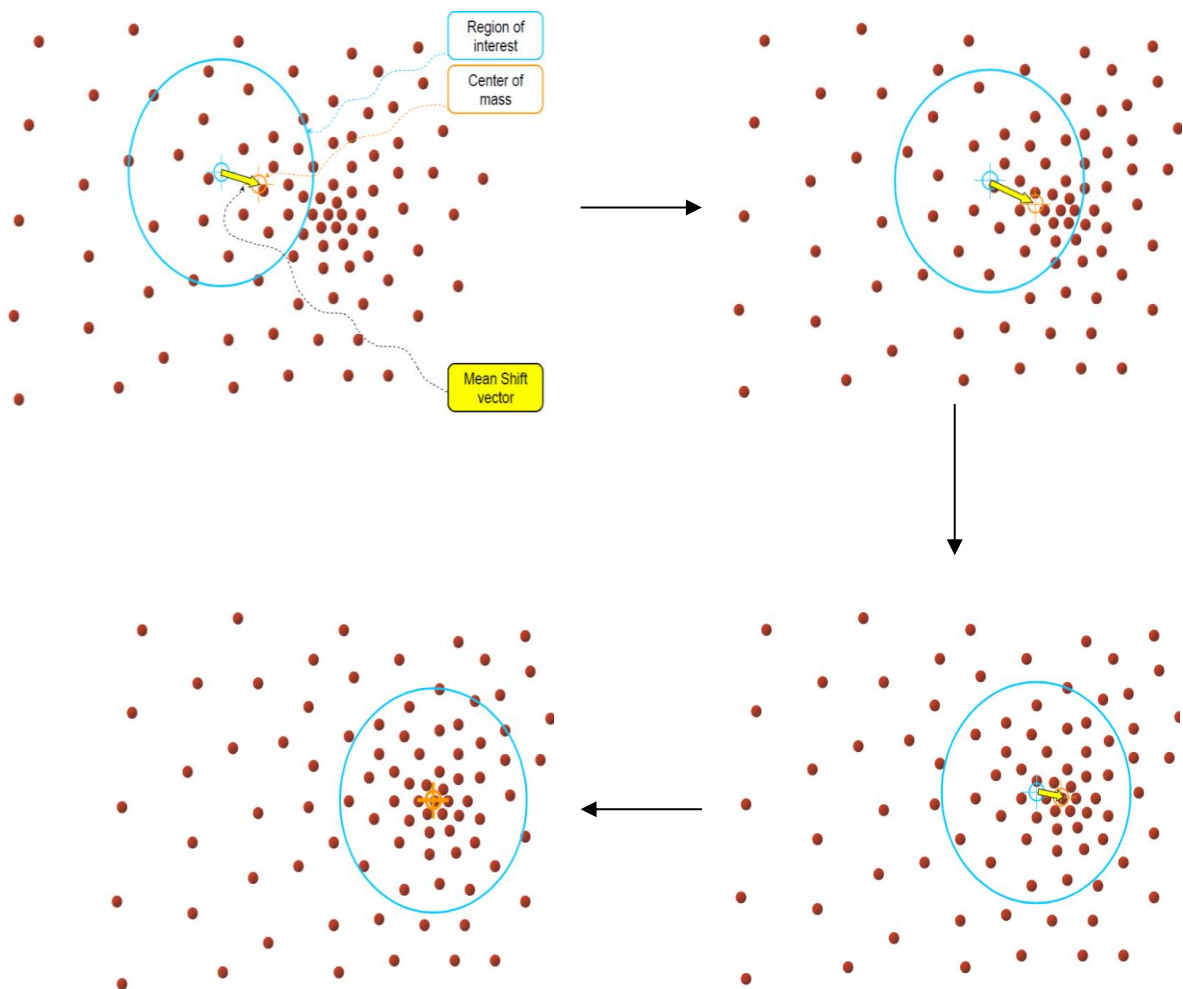 Region of
interest
Center of
mass
Mean Shift
vector